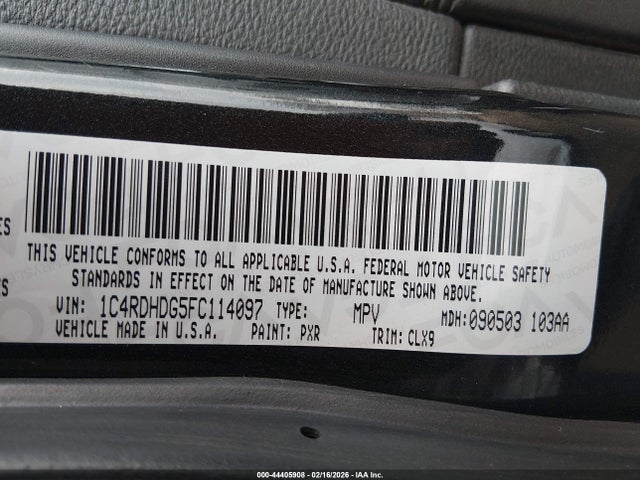 THIS VEHICLE CONFORMS TO ALL APPLICABLE U.S.A. FEDERAL MOTOR VEHICLE SAFETY
STANDARDS IN EFFECT ON THE DATE OF MANUFACTURE SHOWN ABOVE.
VIN: 1C4RDHDG5FC114097 TYPE: MPV MDH:090503 103AA
VEHICLE MADE IN U.S.A. PAINT: PXR TRIM: CLX9
000-44405908 - 02/16/2026 - IAA Inc.